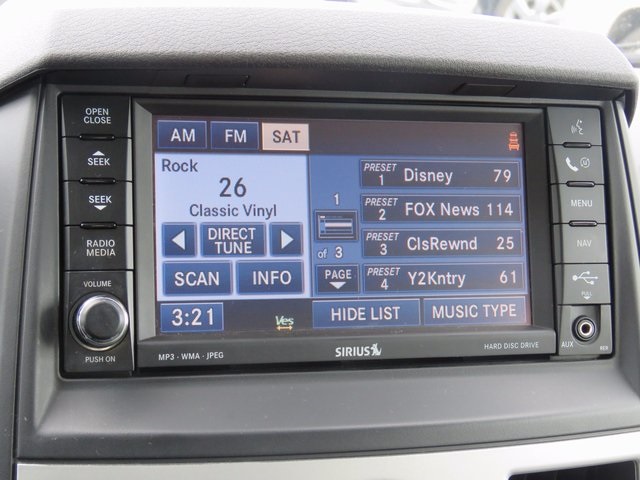 OPEN
CLOSE
SEEK
SEEK
RADIO
MEDIA
VOLUME
PUSH ON
AM
FM
SAT
Rock
26
Classic Vinyl
DIRECT
TUNE
SCAN
INFO
3:21
Ves
1
of 3
PAGE
PRESET
1 Disney 79
PRESET
2 FOX News 114
PRESET
3 ClsRewnd 25
PRESET
4 Y2Kntry 61
HIDE LIST
MUSIC TYPE
MP3 · WMA · JPEG
SIRIUS
HARD DISC DRIVE
MENU
NAV
PULL
AUX